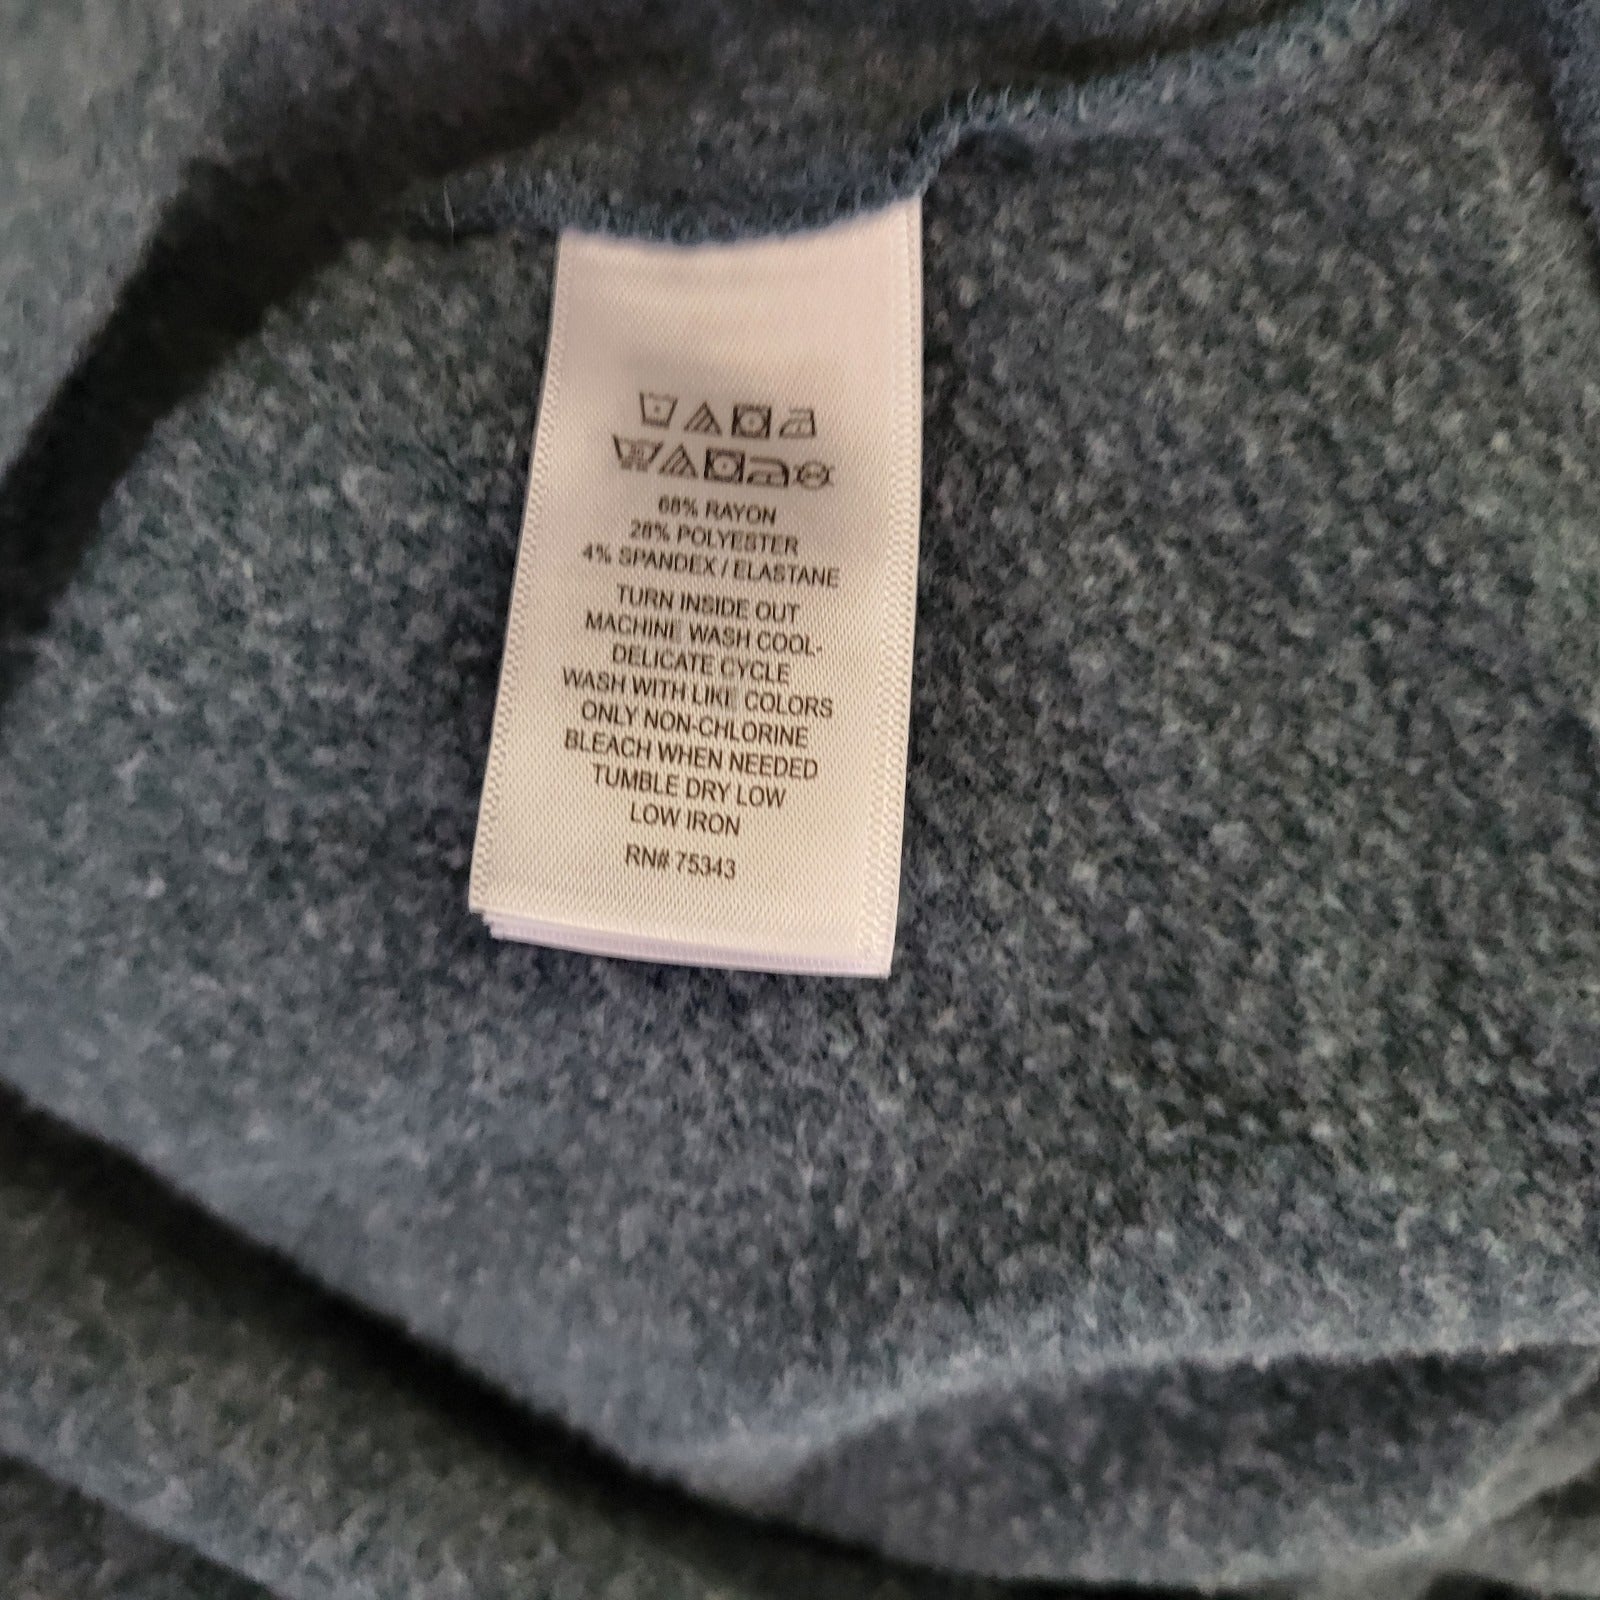 68% RAYON
28% POLYESTER
4% SPANDEX / ELASTANE
TURN INSIDE OUT
MACHINE WASH COOL-
DELICATE CYCLE
WASH WITH LIKE COLORS
ONLY NON-CHLORINE
BLEACH WHEN NEEDED
TUMBLE DRY LOW
LOW IRON
RN# 75343